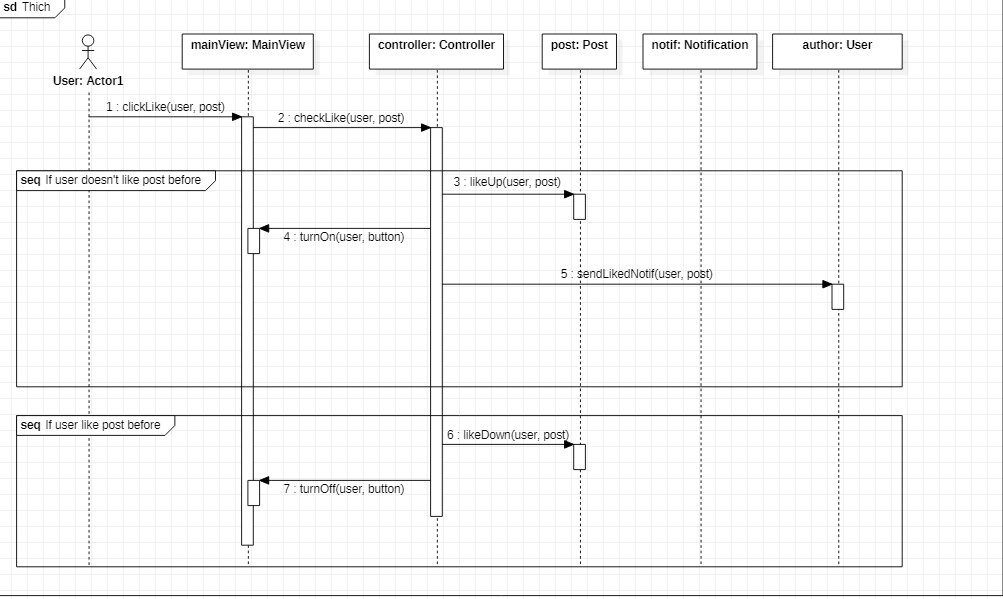 sd Thich
mainView: MainView
controller: Controller
post: Post
notif: Notification
author: User
User: Actor1
1 : clickLike(user, post)
2 : checkLike(user, post)
seq If user doesn't like post before
3 : likeUp(user, post)
4 : turnOn(user, button)
5 : sendLikedNotif(user, post)
seq If user like post before
6 : likeDown(user, post)
7 : turnOff(user, button)